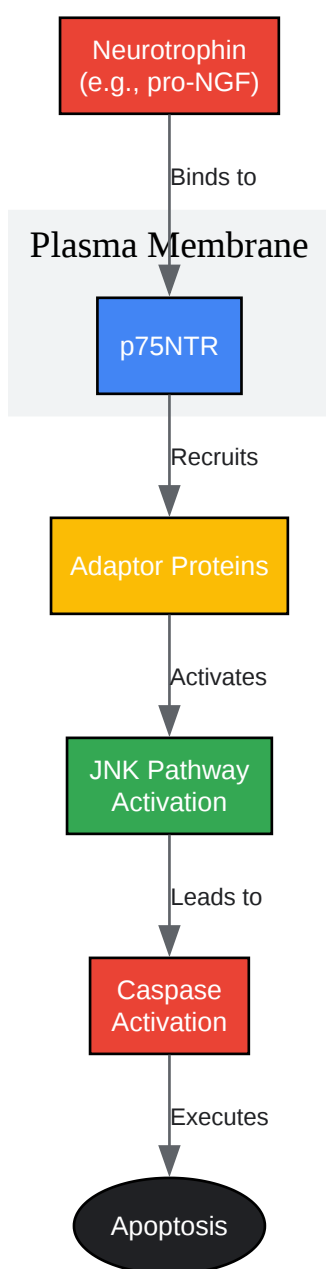 Neurotrophin
(e.g., pro-NGF)
Binds to
Plasma Membrane
p75NTR
Recruits
Adaptor Proteins
Activates
JNK Pathway
Activation
Leads to
Caspase
Activation
Executes
Apoptosis